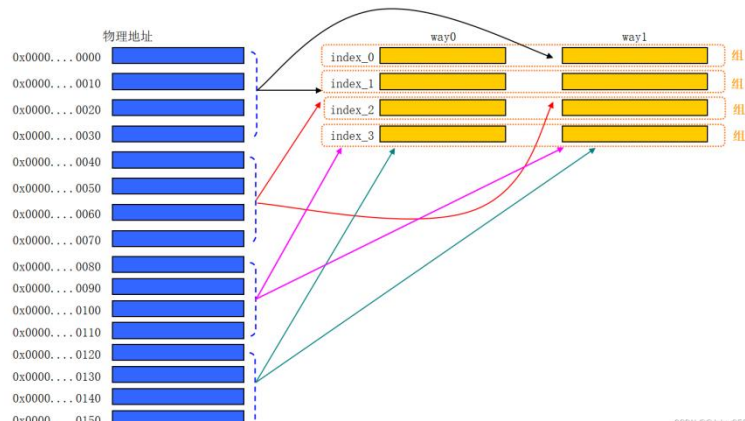 物理地址
0x0000....0000
0x0000....0010
0x0000....0020
0x0000....0030
0x0000....0040
0x0000....0050
0x0000....0060
0x0000....0070
0x0000....0080
0x0000....0090
0x0000....0100
0x0000....0110
0x0000....0120
0x0000....0130
0x0000....0140
0x0000....0150
way0 way1
index_0 组
index_1 组
index_2 组
index_3 组